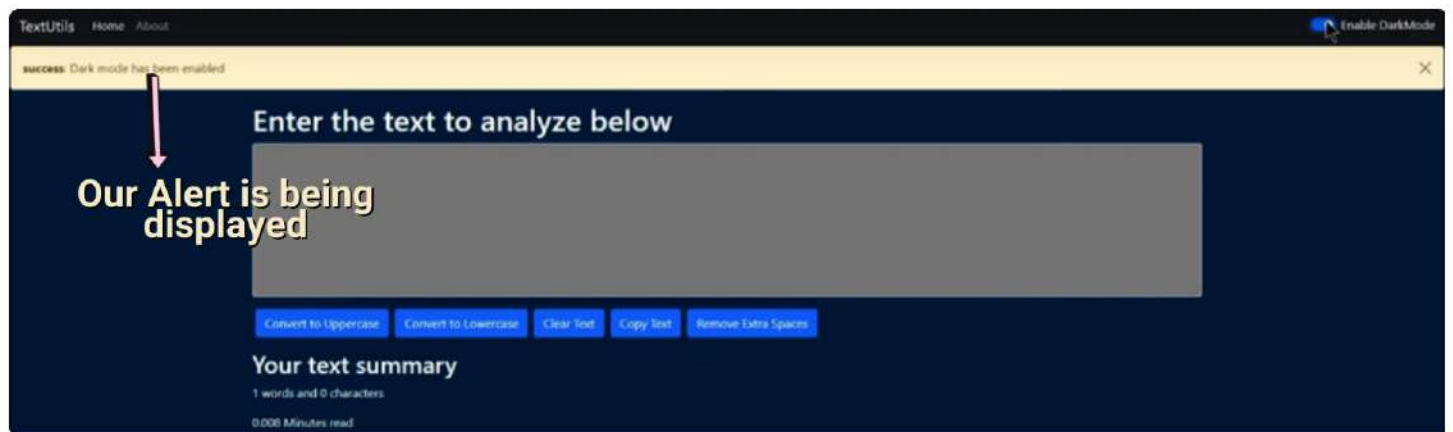 TextUtils Home About Enable DarkMode
success: Dark mode has been enabled
Enter the text to analyze below
Our Alert is being
displayed
Convert to Uppercase Convert to Lowercase Clear Text Copy Text Remove Extra Spaces
Your text summary
1 words and 0 characters
0.008 Minutes read